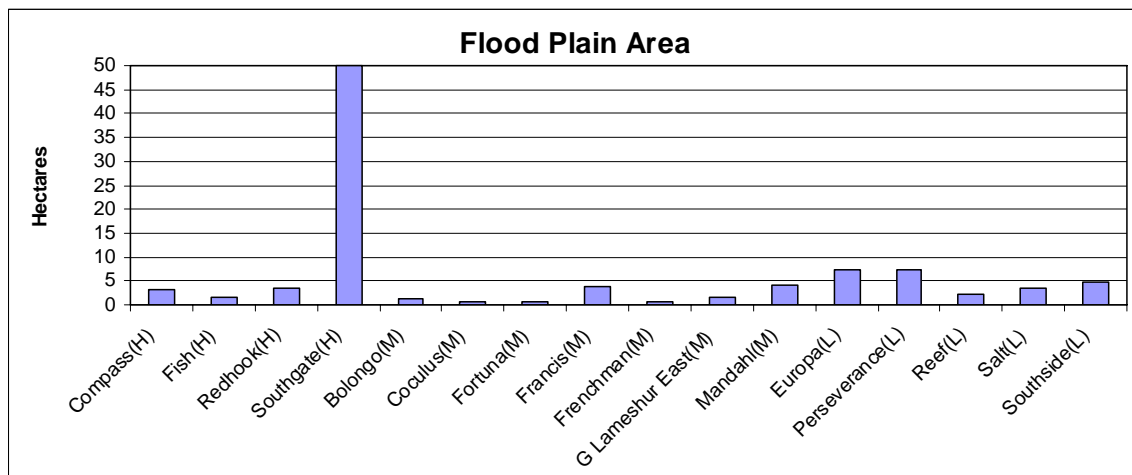 Flood Plain Area
Hectares
50
45
40
35
30
25
20
15
10
5
0
Compass(H)
Fish(H)
Redhook(H)
Southgate(H)
Bolongo(M)
Coculus(M)
Fortuna(M)
Francis(M)
Frenchman(M)
G Lameshur East(M)
Mandahl(M)
Europa(L)
Perseverance(L)
Reef(L)
Salt(L)
Southside(L)